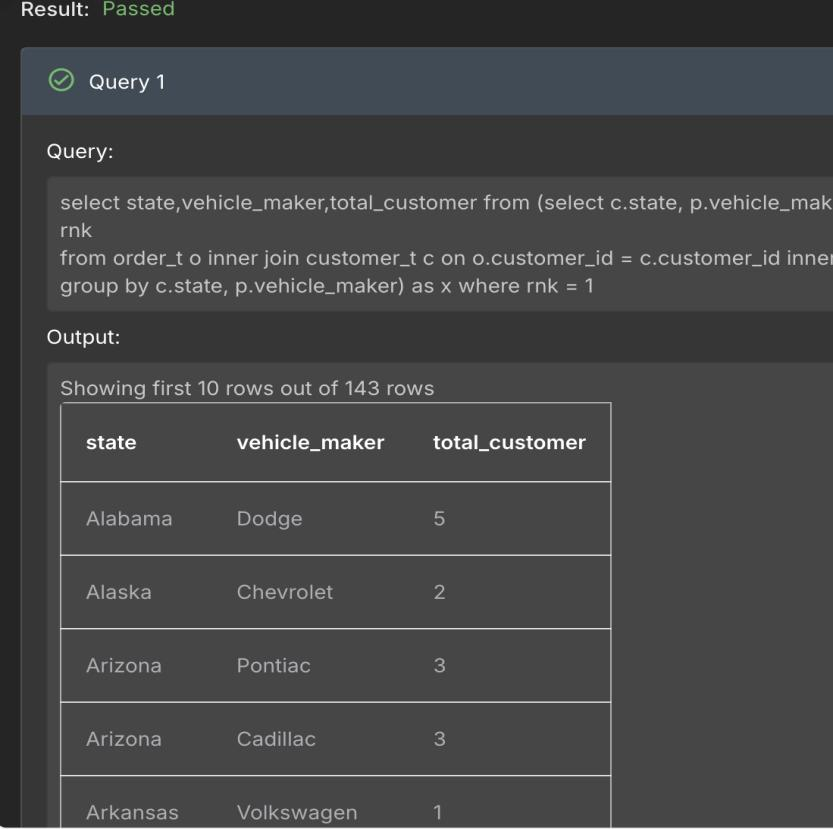 Result: Passed
Query 1
Query:
select state,vehicle_maker,total_customer from (select c.state,
rnk
from order_t o inner join customer_t c on o.customer_id = c.customer_id
group by c.state, p.vehicle_maker) as x where rnk = 1
Output:
Showing first 10 rows out of 143 rows
state vehicle_maker total_customer
Alabama Dodge 5
Alaska Chevrolet 2
Arizona Pontiac 3
Arizona Cadillac 3
Arkansas Volkswagen 1